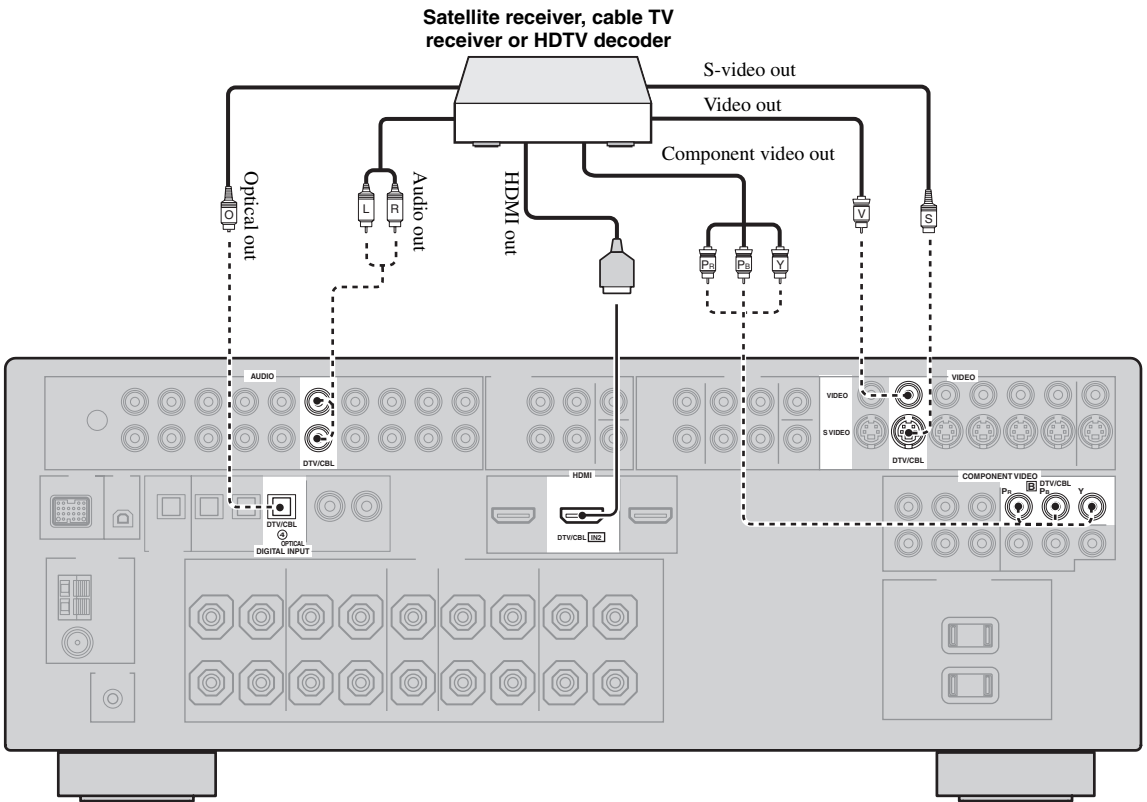 Satellite receiver, cable TV
receiver or HDTV decoder
S-video out
Video out
Component video out
Optical out
Audio out
HDMI out
O
L
R
PR
PB
Y
V
S
AUDIO
VIDEO
VIDEO
S VIDEO
DTV/CBL
DTV/CBL
HDMI
COMPONENT VIDEO
B
DTV/CBL
PR
PB
Y
DTV/CBL
④
OPTICAL
DIGITAL INPUT
DTV/CBL IN2